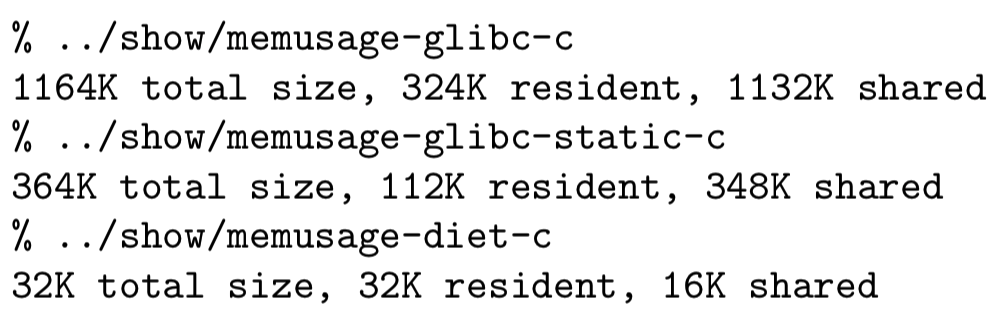 % ../show/memusage-glibc-c
1164K total size, 324K resident, 1132K shared
% ../show/memusage-glibc-static-c
364K total size, 112K resident, 348K shared
% ../show/memusage-diet-c
32K total size, 32K resident, 16K shared